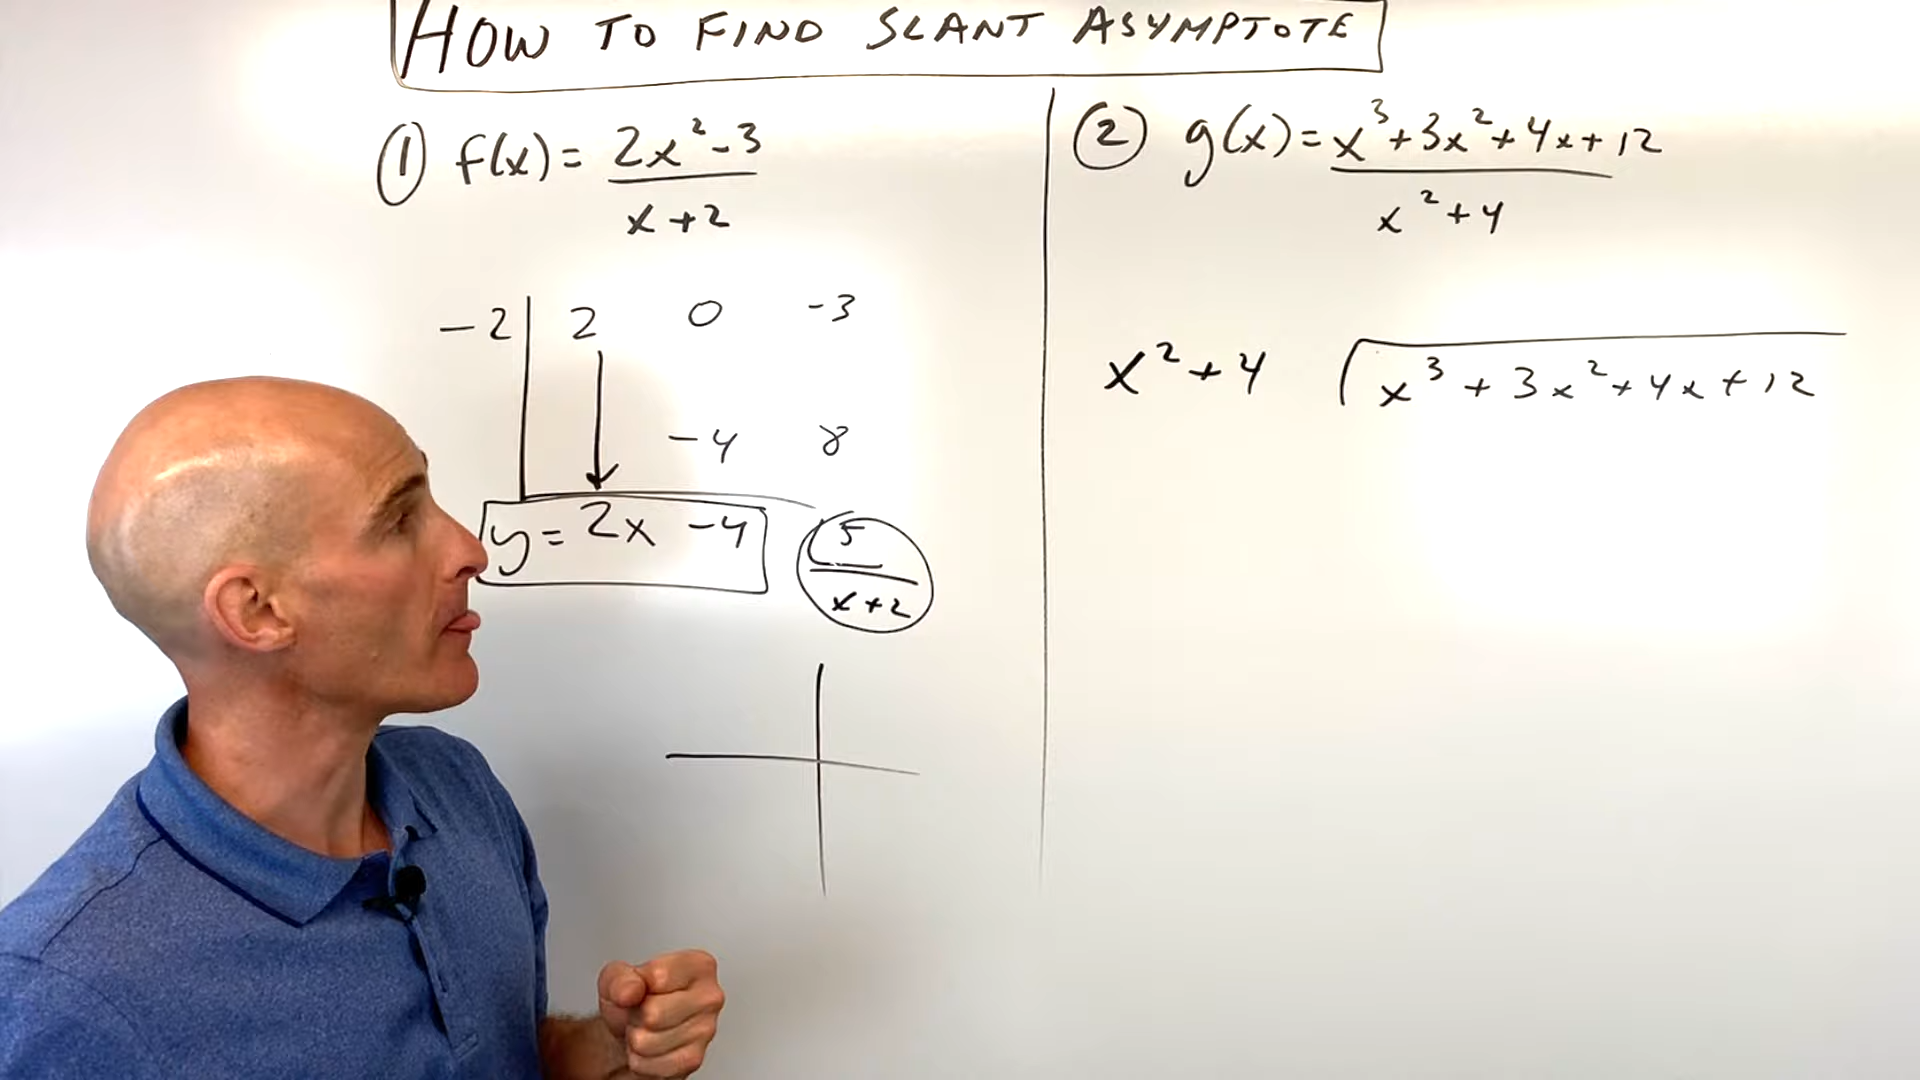 HOW TO FIND SLANT ASYMPTOTE
① f(x) = 2x² - 3
x + 2
-2 | 2 0 -3
-4 8
y = 2x - 4 5
x + 2
② g(x) = x³ + 3x² + 4x + 12
x² + 4
x² + 4 x³ + 3x² + 4x + 12